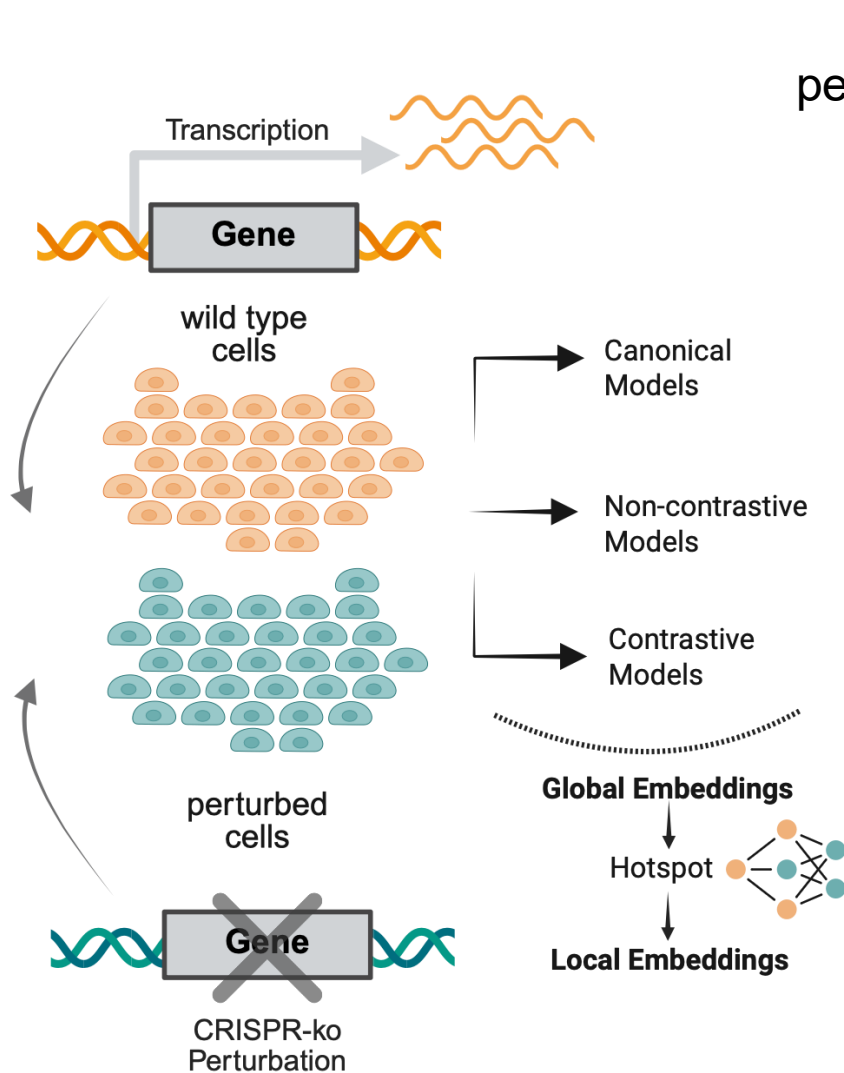 Transcription
Gene
wild type
cells
perturbed
cells
Gene
CRISPR-ko
Perturbation
pe
Canonical
Models
Non-contrastive
Models
Contrastive
Models
Global Embeddings
Hotspot
Local Embeddings